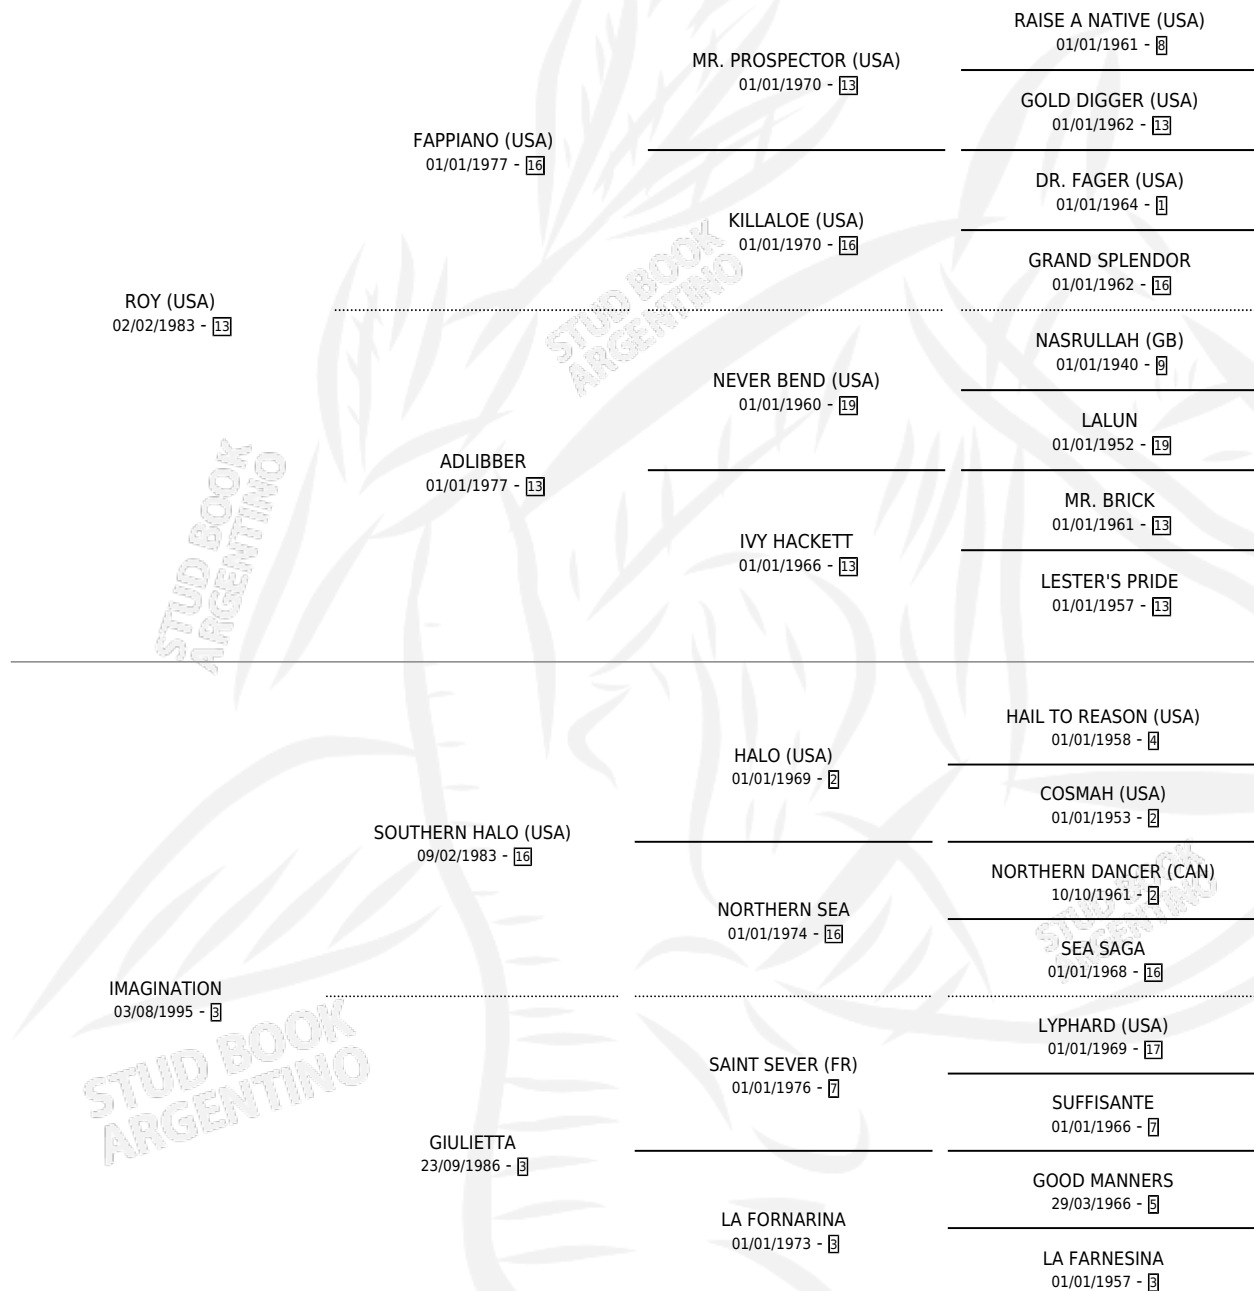 RAISE A NATIVE (USA)
01/01/1961 - 8
MR. PROSPECTOR (USA)
01/01/1970 - 13
GOLD DIGGER (USA)
01/01/1962 - 13
FAPPIANO (USA)
01/01/1977 - 16
DR. FAGER (USA)
01/01/1964 - 1
KILLALOE (USA)
01/01/1970 - 16
GRAND SPLENDOR
01/01/1962 - 16
ROY (USA)
02/02/1983 - 13
NASRULLAH (GB)
01/01/1940 - 9
NEVER BEND (USA)
01/01/1960 - 19
LALUN
01/01/1952 - 19
ADLIBBER
01/01/1977 - 13
MR. BRICK
01/01/1961 - 13
IVY HACKETT
01/01/1966 - 13
LESTER'S PRIDE
01/01/1957 - 13
HAIL TO REASON (USA)
01/01/1958 - 4
HALO (USA)
01/01/1969 - 2
COSMAH (USA)
01/01/1953 - 2
SOUTHERN HALO (USA)
09/02/1983 - 16
NORTHERN DANCER (CAN)
10/10/1961 - 2
NORTHERN SEA
01/01/1974 - 16
SEA SAGA
01/01/1968 - 16
IMAGINATION
03/08/1995 - 3
LYPHARD (USA)
01/01/1969 - 17
SAINT SEVER (FR)
01/01/1976 - 7
SUFFISANTE
01/01/1966 - 7
GIULIETTA
23/09/1986 - 3
GOOD MANNERS
29/03/1966 - 5
LA FORNARINA
01/01/1973 - 3
LA FARNESINA
01/01/1957 - 3
STUD BOOK
ARGENTINO
STUD BOOK
ARGENTINO
STUD BOOK
ARGENTINO
STUD BOOK
ARGENTINO